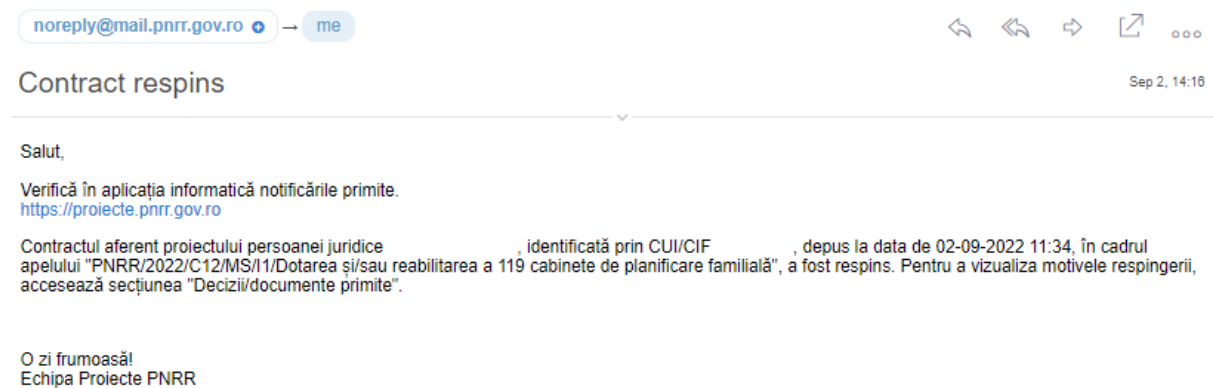 noreply@mail.pnrr.gov.ro → me
Contract respins
Sep 2, 14:16
Salut,
Verifică în aplicația informatică notificările primite.
https://proiecte.pnrr.gov.ro
Contractul aferent proiectului persoanei juridice , identificată prin CUI/CIF , depus la data de 02-09-2022 11:34, în cadrul
apelului "PNRR/2022/C12/MS/I1/Dotarea și/sau reabilitarea a 119 cabinete de planificare familială", a fost respins. Pentru a vizualiza motivele respingerii,
accesează secțiunea "Decizii/documente primite".
O zi frumoasă!
Echipa Proiecte PNRR